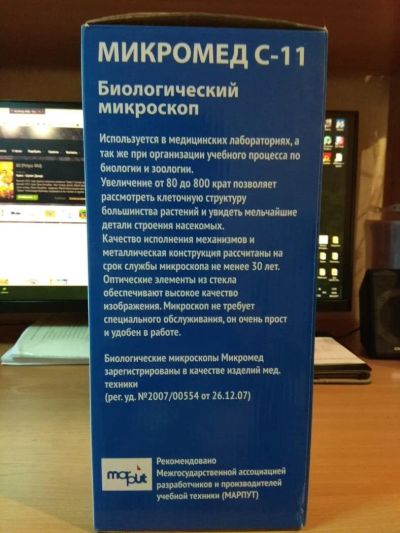 МИКРОМЕД С-11
Биологический
микроскоп
Используется в медицинских лабораториях, а
так же при организации учебного процесса по
биологии и зоологии.
Увеличение от 80 до 800 крат позволяет
рассмотреть клеточную структуру
большинства растений и увидеть мельчайшие
детали строения насекомых.
Качество исполнения механизмов и
металлическая конструкция рассчитаны на
срок службы микроскопа не менее 30 лет.
Оптические элементы из стекла
обеспечивают высокое качество
изображения. Микроскоп не требует
специального обслуживания, он очень прост
и удобен в работе.
Биологические микроскопы Микромед
зарегистрированы в качестве изделий мед.
техники
(рег. уд. №2007/00554 от 26.12.07)
marput
Рекомендовано
Межгосударственной ассоциацией
разработчиков и производителей
учебной техники (МАРПУТ)